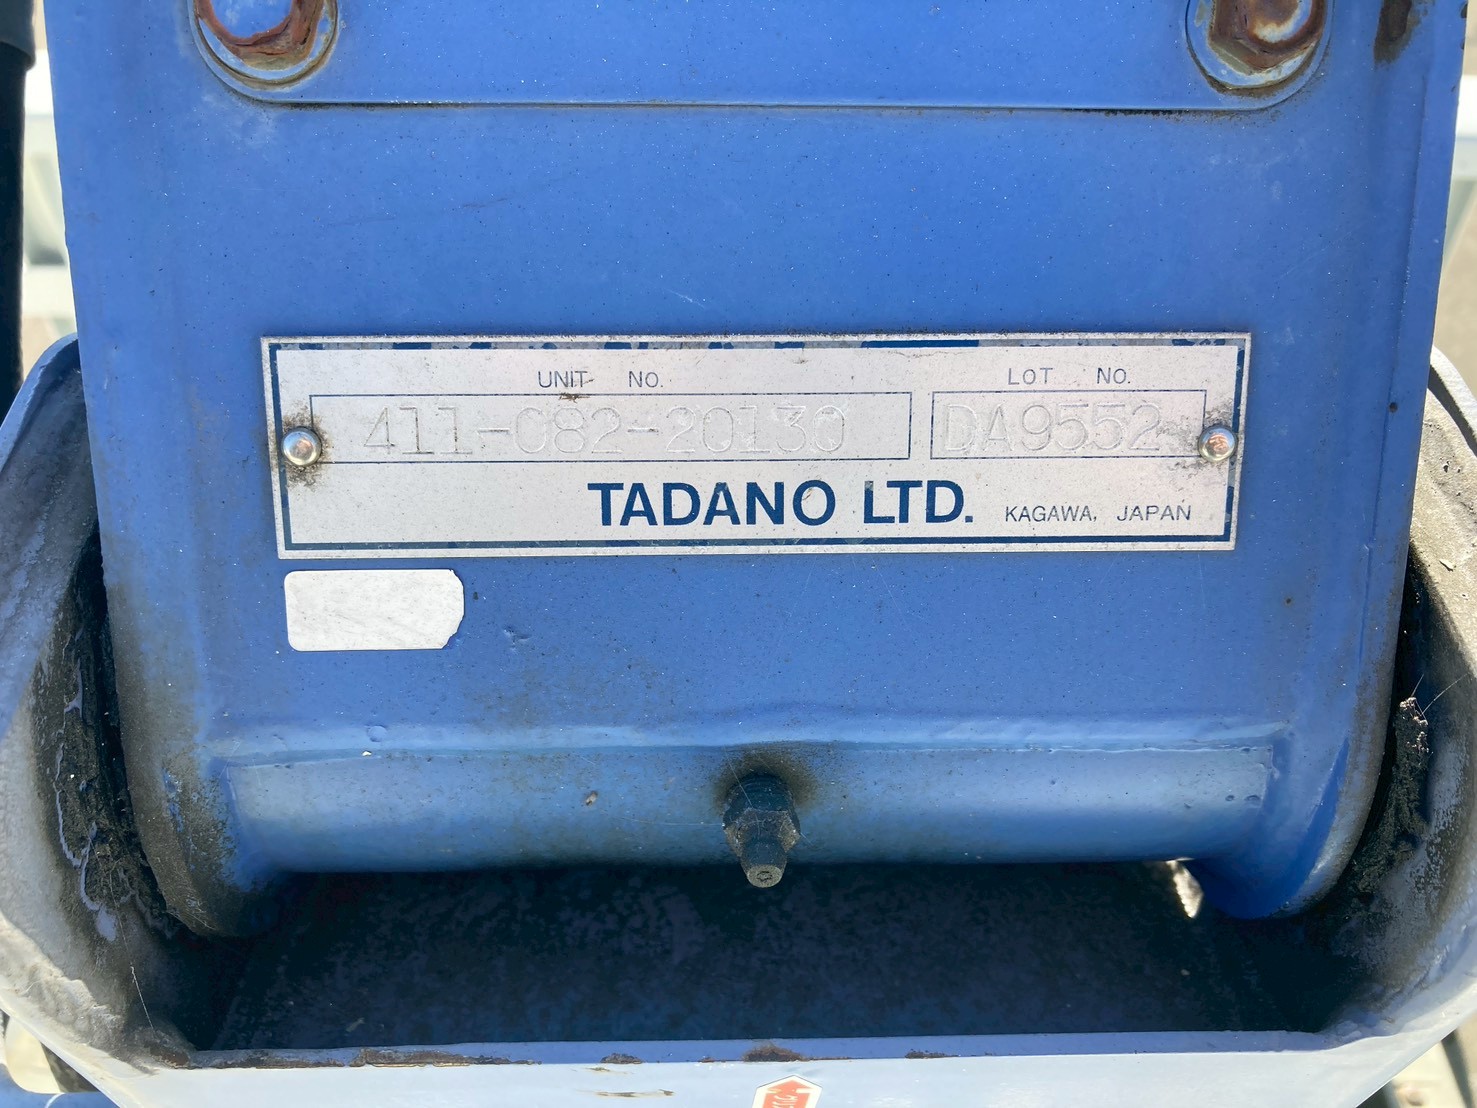 UNIT NO.
LOT NO.
411-082-20130
DA9552
TADANO LTD. KAGAWA, JAPAN